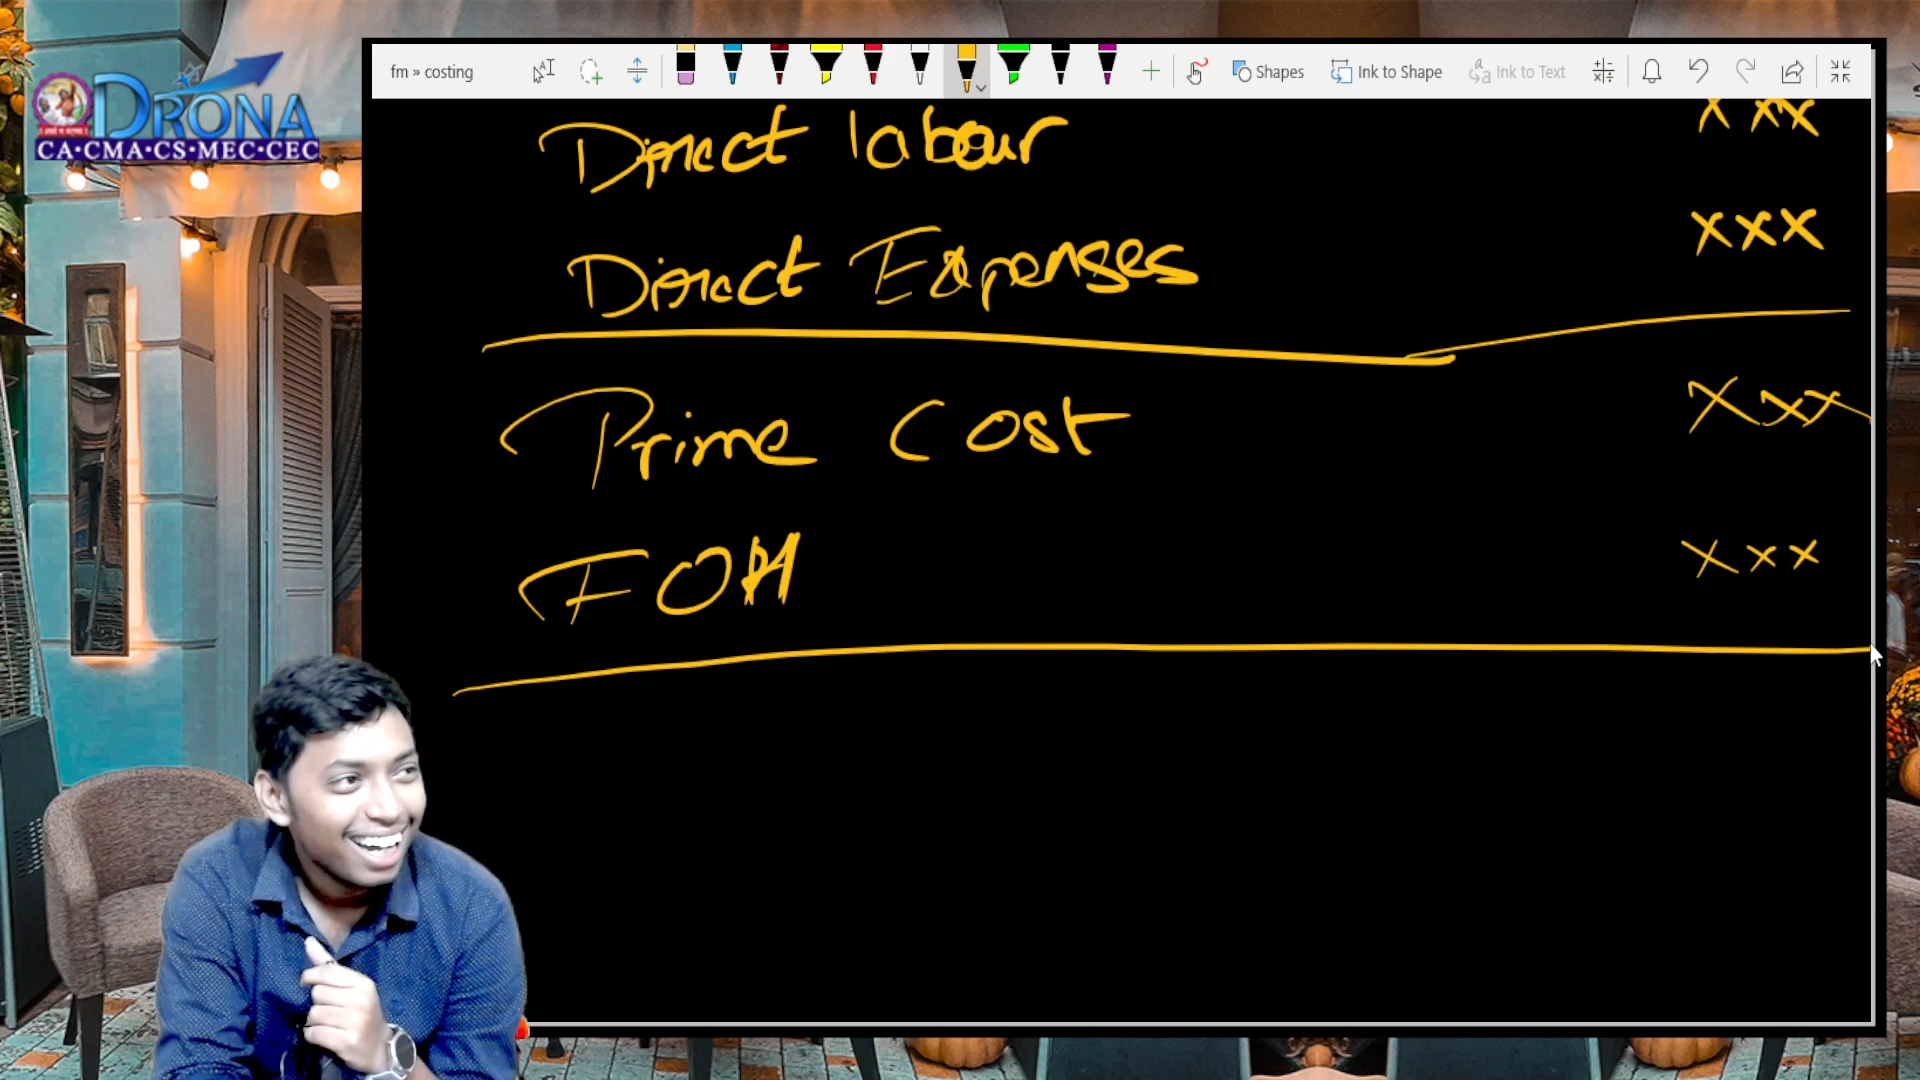 DRONA
CA•CMA•CS•MEC•CEC
fm » costing
Shapes
Ink to Shape
Ink to Text
Direct labour xxx
Direct Expenses xxx
Prime Cost xxx
FOH xxx